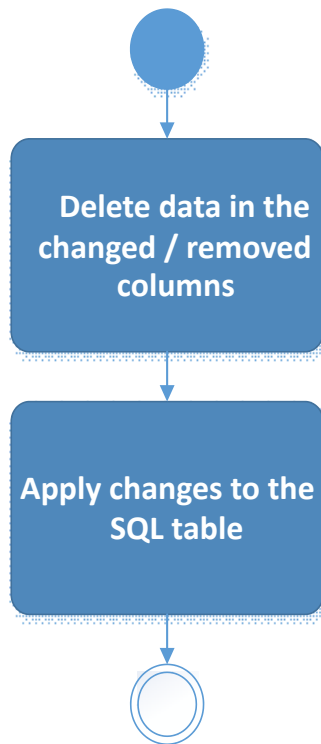 Delete data in the
changed / removed
columns
Apply changes to the
SQL table